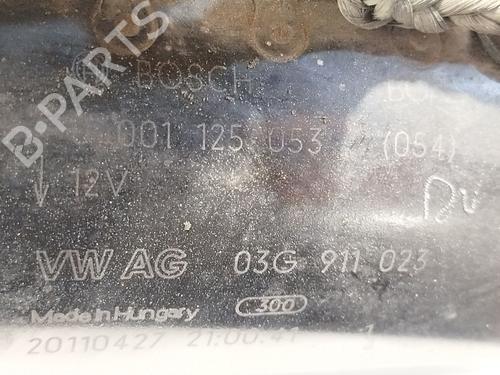 B-PARTS
BOSCH
001 125 053 (054)
12V
VW AG 03G 911 023
Made in Hungary 300
20110427 21:00:41 1